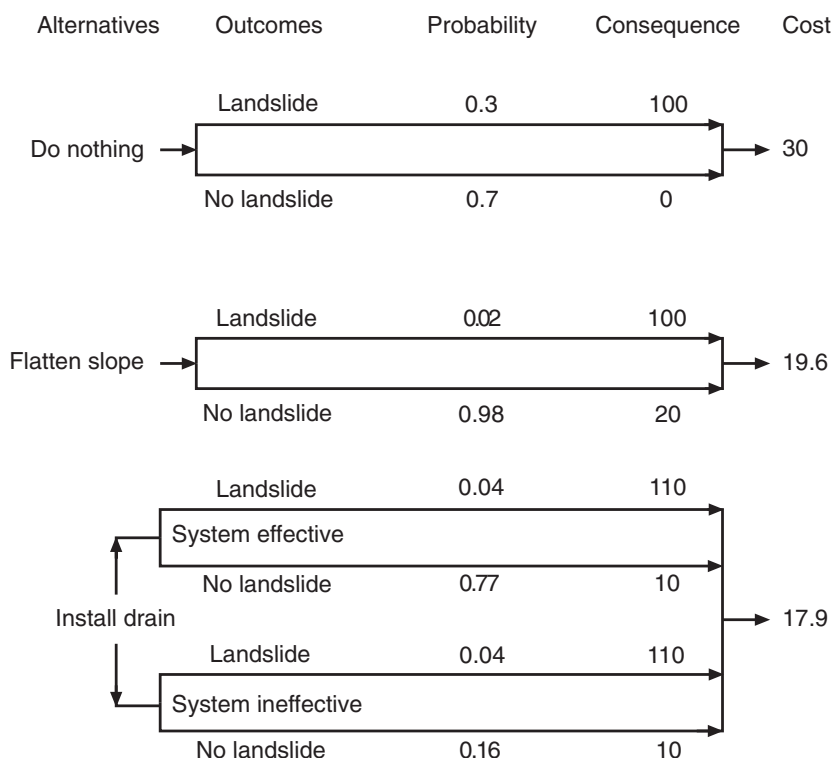 Alternatives Outcomes Probability Consequence Cost
Landslide 0.3 100
Do nothing 30
No landslide 0.7 0
Landslide 0.02 100
Flatten slope 19.6
No landslide 0.98 20
Landslide 0.04 110
System effective
No landslide 0.77 10
Install drain 17.9
Landslide 0.04 110
System ineffective
No landslide 0.16 10